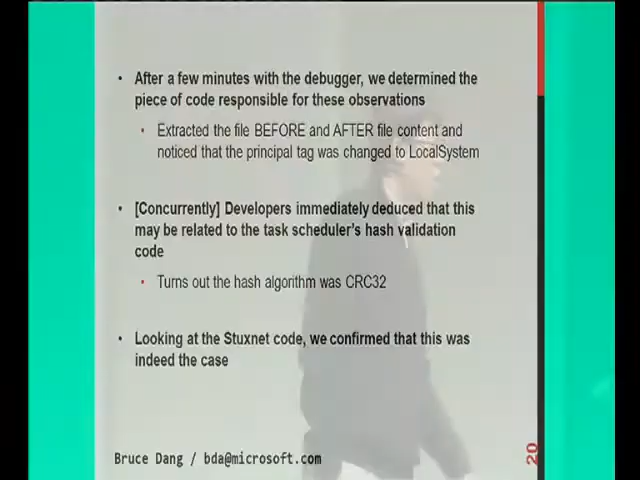 • After a few minutes with the debugger, we determined the
piece of code responsible for these observations
• Extracted the file BEFORE and AFTER file content and
noticed that the principal tag was changed to LocalSystem
• [Concurrently] Developers immediately deduced that this
may be related to the task scheduler's hash validation
code
• Turns out the hash algorithm was CRC32
• Looking at the Stuxnet code, we confirmed that this was
indeed the case
Bruce Dang / bda@microsoft.com
20